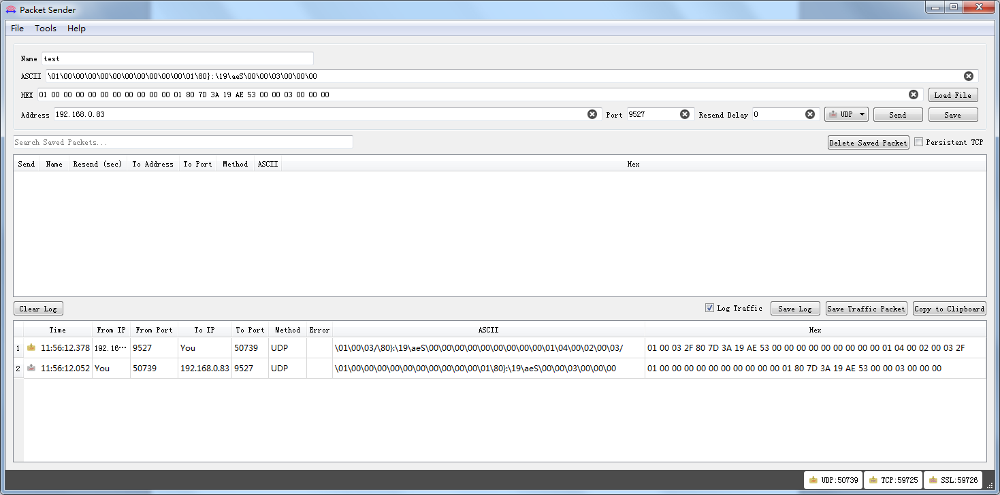 Packet Sender
File Tools Help
Name test
ASCII \01\00\00\00\00\00\00\00\00\00\00\01\80}:\19\aeS\00\00\03\00\00\00
HEX 01 00 00 00 00 00 00 00 00 00 00 01 80 7D 3A 19 AE 53 00 00 03 00 00 00 Load File
Address 192.168.0.83 Port 9527 Resend Delay 0 UDP Send Save
Search Saved Packets... Delete Saved Packet Persistent TCP
Send Name Resend (sec) To Address To Port Method ASCII Hex
Clear Log Log Traffic Save Log Save Traffic Packet Copy to Clipboard
Time From IP From Port To IP To Port Method Error ASCII Hex
1 11:56:12.378 192.16... 9527 You 50739 UDP \01\00\03/\80}:\19\aeS\00\00\00\00\00\00\00\00\00\01\04\00\02\00\03/ 01 00 03 2F 80 7D 3A 19 AE 53 00 00 00 00 00 00 00 00 00 01 04 00 02 00 03 2F
2 11:56:12.052 You 50739 192.168.0.83 9527 UDP \01\00\00\00\00\00\00\00\00\00\00\01\80}:\19\aeS\00\00\03\00\00\00 01 00 00 00 00 00 00 00 00 00 00 01 80 7D 3A 19 AE 53 00 00 03 00 00 00
UDP:50739 TCP:59725 SSL:59726